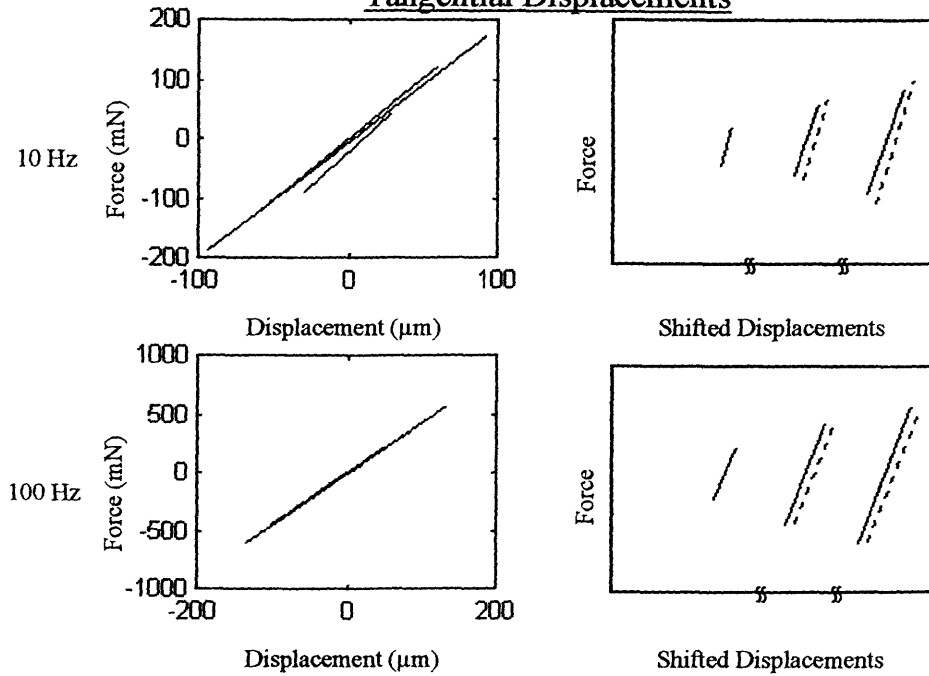 Tangential Displacements
200
100
0
-100
-200
-100 0 100
10 Hz
Force (mN)
Displacement (µm)
Force
Shifted Displacements
1000
500
0
-500
-1000
-200 0 200
100 Hz
Force (mN)
Displacement (µm)
Force
Shifted Displacements